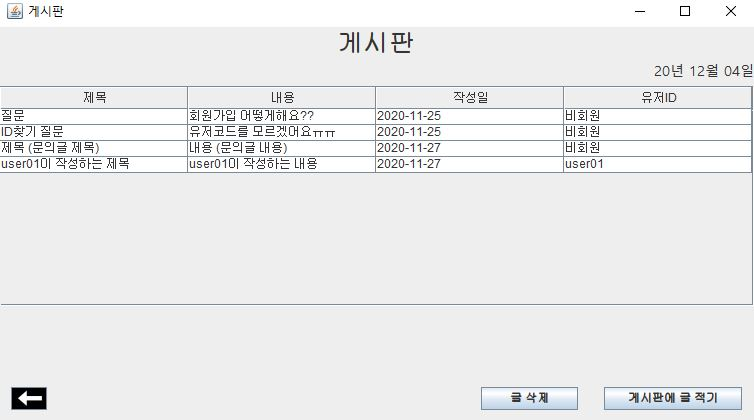 게시판
게시판
20년 12월 04일
제목 내용 작성일 유저ID
질문 회원가입 어떻게해요?? 2020-11-25 비회원
ID찾기 질문 유저코드를 모르겠어요ㅠㅠ 2020-11-25 비회원
제목 (문의글 제목) 내용 (문의글 내용) 2020-11-27 비회원
user01이 작성하는 제목 user01이 작성하는 내용 2020-11-27 user01
글 삭제 게시판에 글 적기